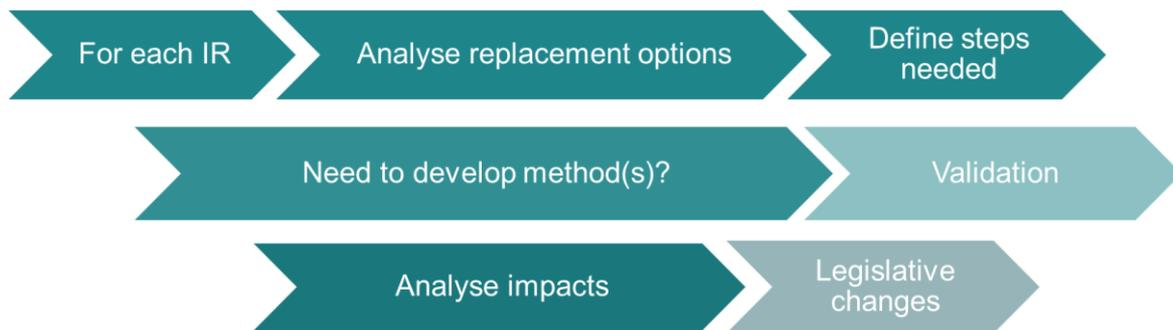 For each IR
Analyse replacement options
Define steps
needed
Need to develop method(s)?
Validation
Analyse impacts
Legislative
changes